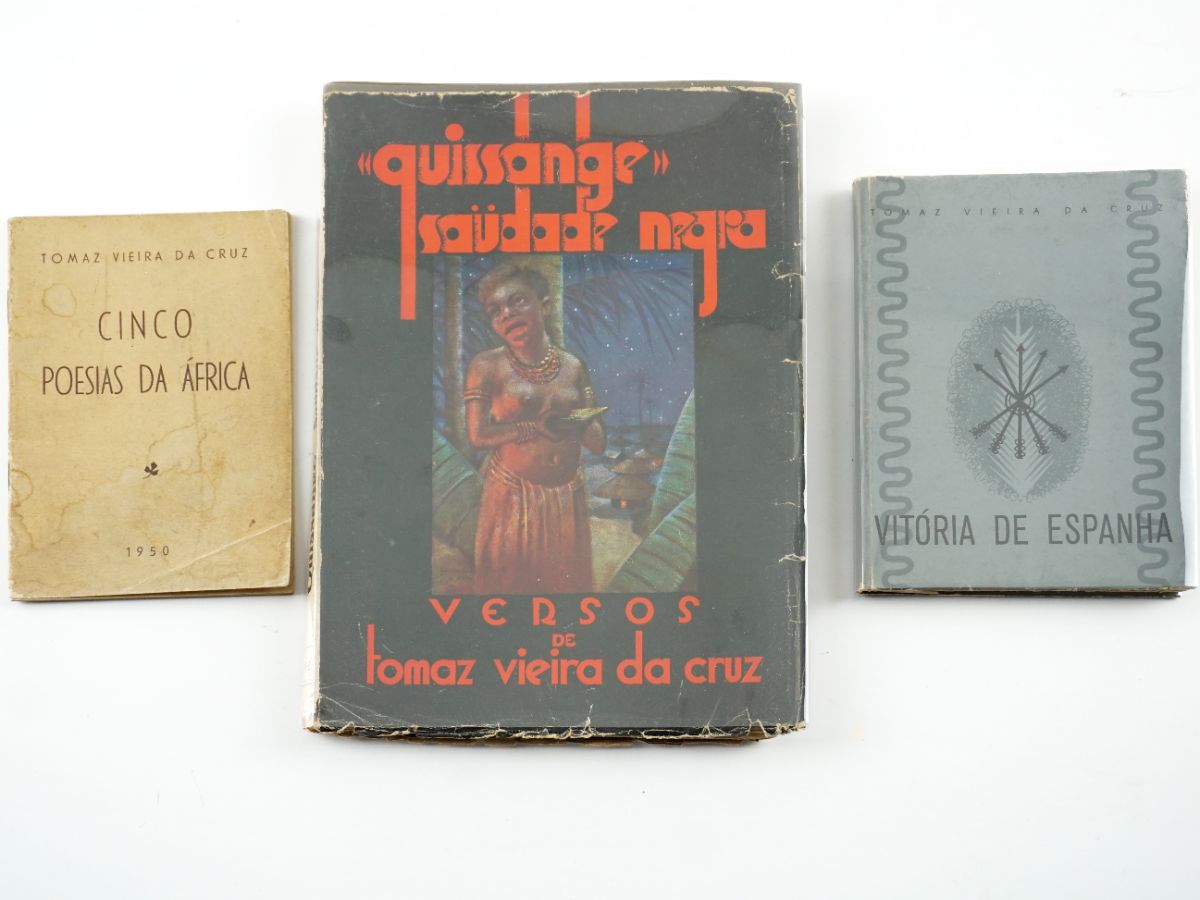 TOMAZ VIEIRA DA CRUZ
CINCO
POESIAS DA ÁFRICA
1950
«quissange»
saüdade negra
VERSOS
DE
tomaz vieira da cruz
TOMAZ VIEIRA DA CRUZ
VITÓRIA DE ESPANHA